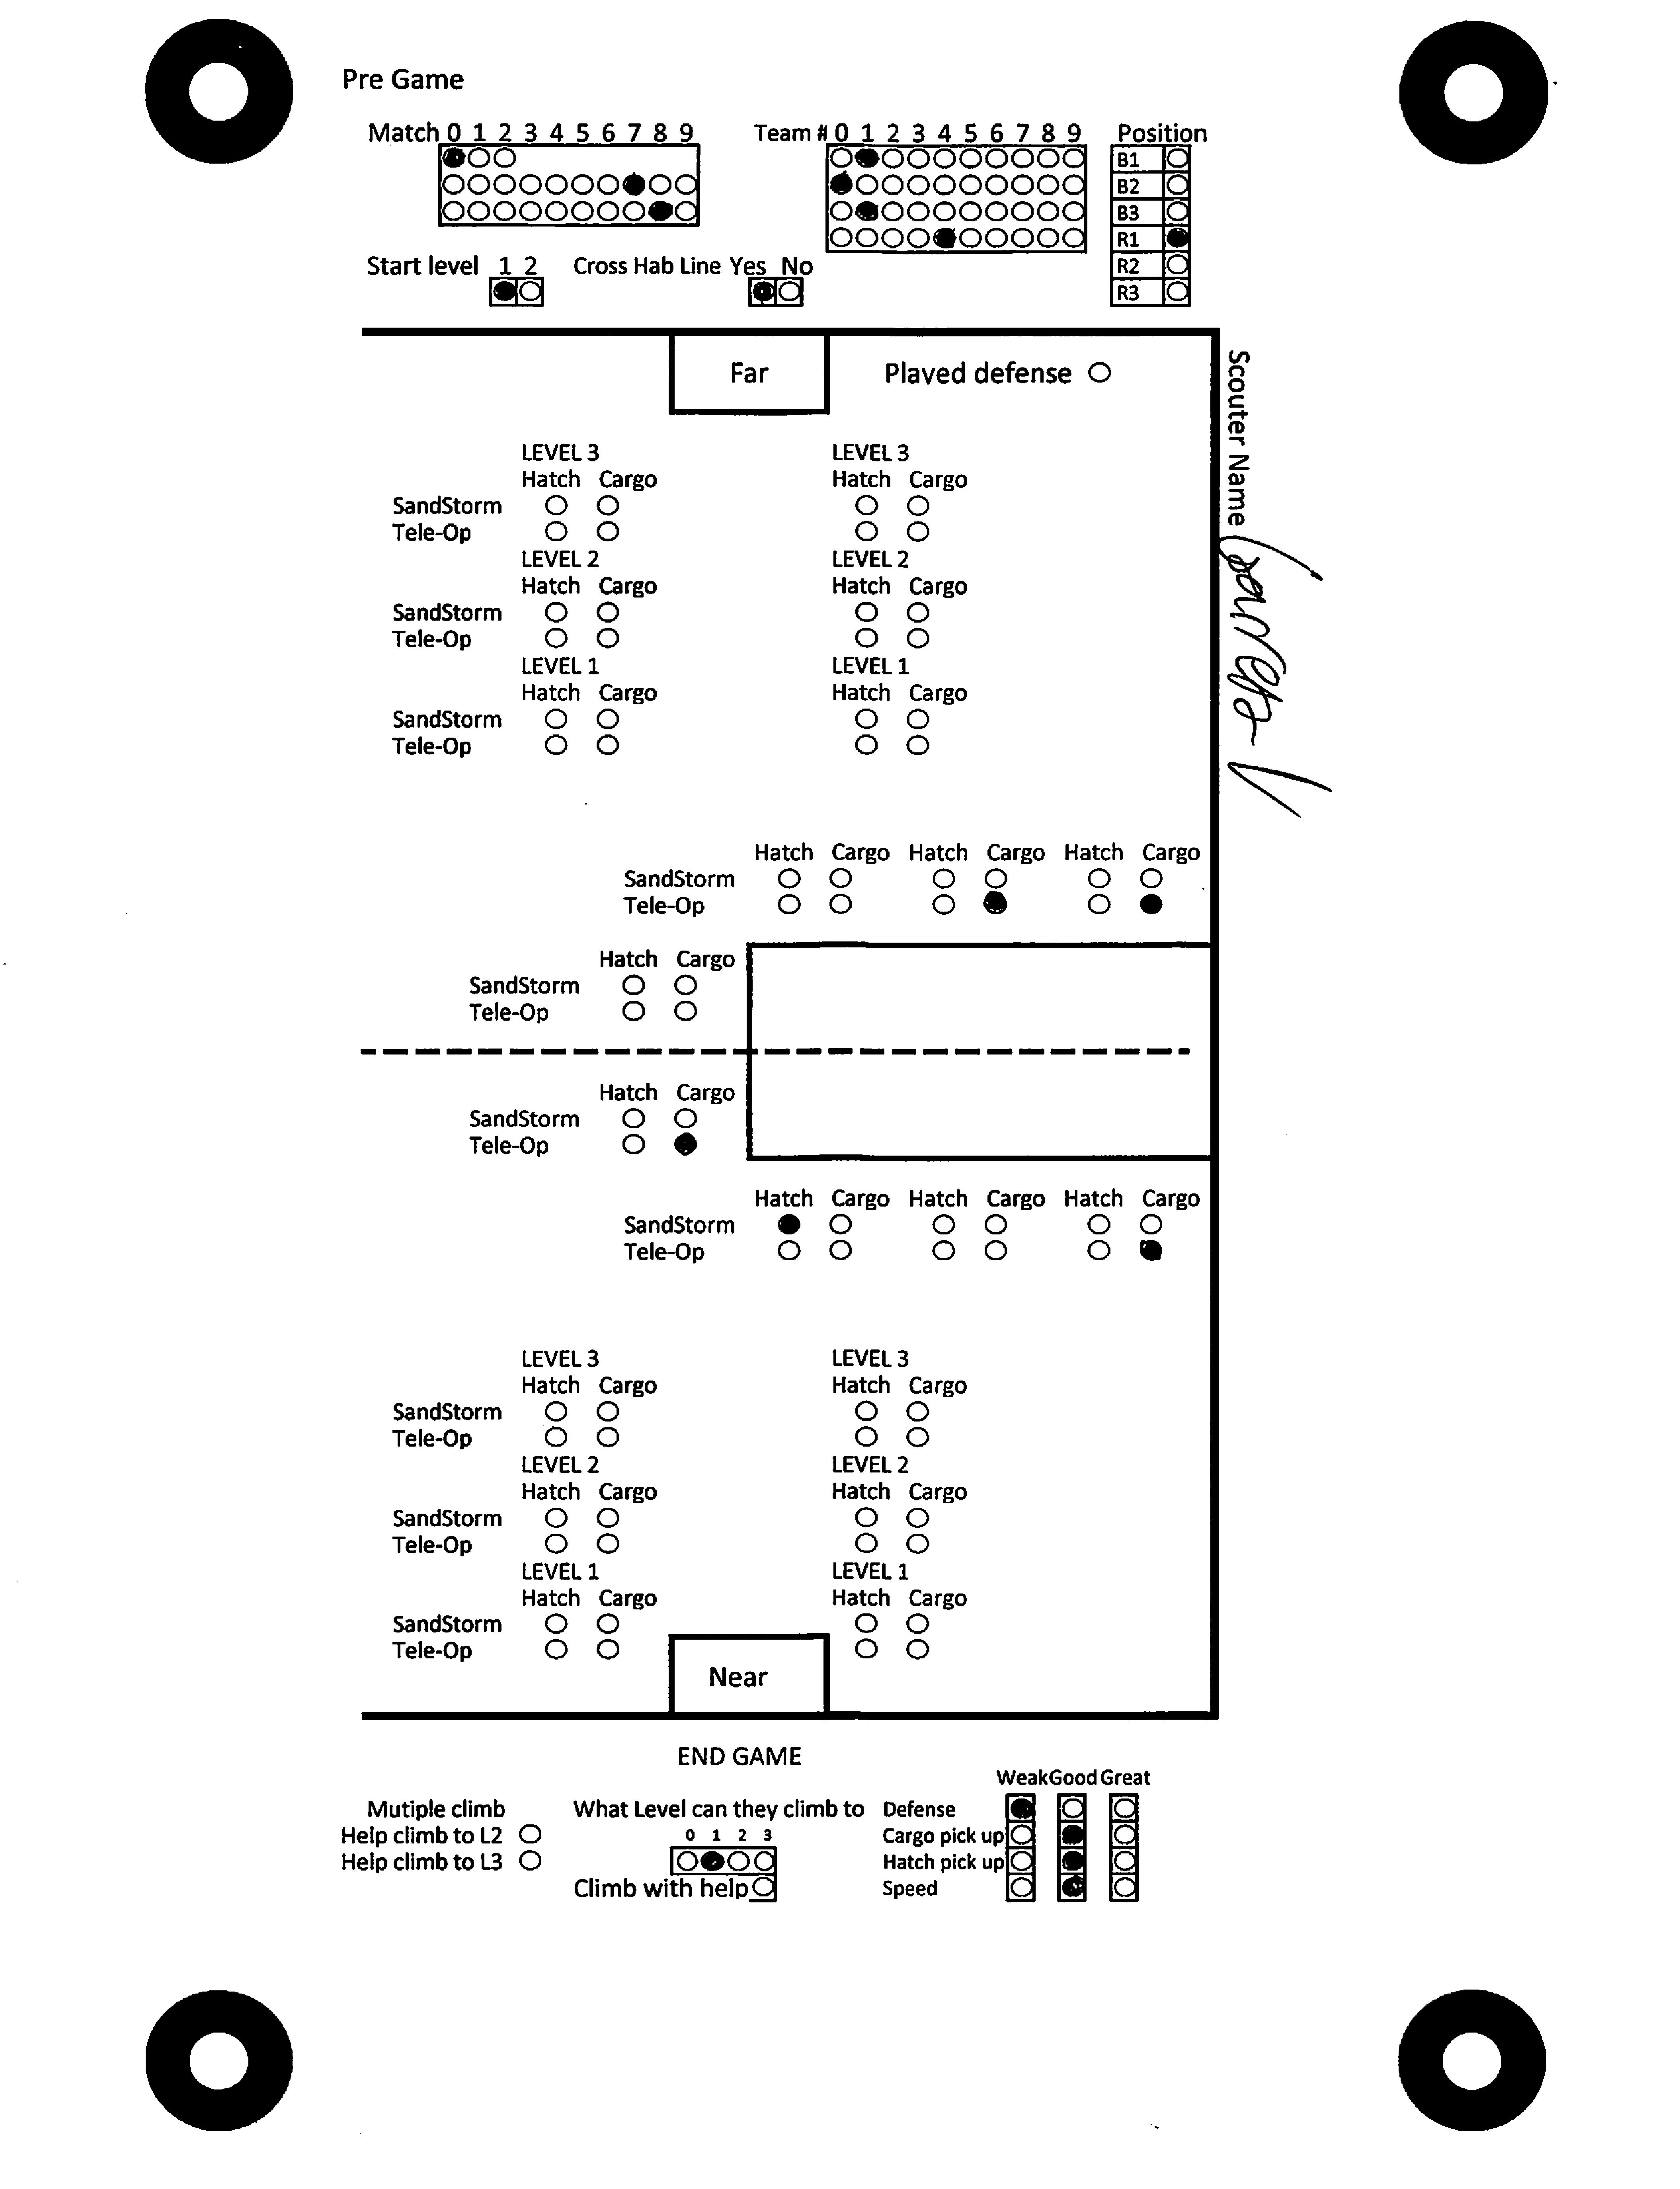 Pre Game
Match 0 1 2 3 4 5 6 7 8 9
Team # 0 1 2 3 4 5 6 7 8 9
Position
B1
B2
B3
R1
R2
R3
Start level 1 2
Cross Hab Line Yes No
Far
Played defense
Scouter Name Garrett V
LEVEL 3 LEVEL 3
Hatch Cargo Hatch Cargo
SandStorm
Tele-Op
LEVEL 2 LEVEL 2
Hatch Cargo Hatch Cargo
SandStorm
Tele-Op
LEVEL 1 LEVEL 1
Hatch Cargo Hatch Cargo
SandStorm
Tele-Op
Hatch Cargo Hatch Cargo Hatch Cargo
SandStorm
Tele-Op
Hatch Cargo
SandStorm
Tele-Op
Hatch Cargo
SandStorm
Tele-Op
Hatch Cargo Hatch Cargo Hatch Cargo
SandStorm
Tele-Op
LEVEL 3 LEVEL 3
Hatch Cargo Hatch Cargo
SandStorm
Tele-Op
LEVEL 2 LEVEL 2
Hatch Cargo Hatch Cargo
SandStorm
Tele-Op
LEVEL 1 LEVEL 1
Hatch Cargo Hatch Cargo
SandStorm
Tele-Op
Near
END GAME
Mutiple climb
Help climb to L2
Help climb to L3
What Level can they climb to
0 1 2 3
Climb with help
Weak Good Great
Defense
Cargo pick up
Hatch pick up
Speed